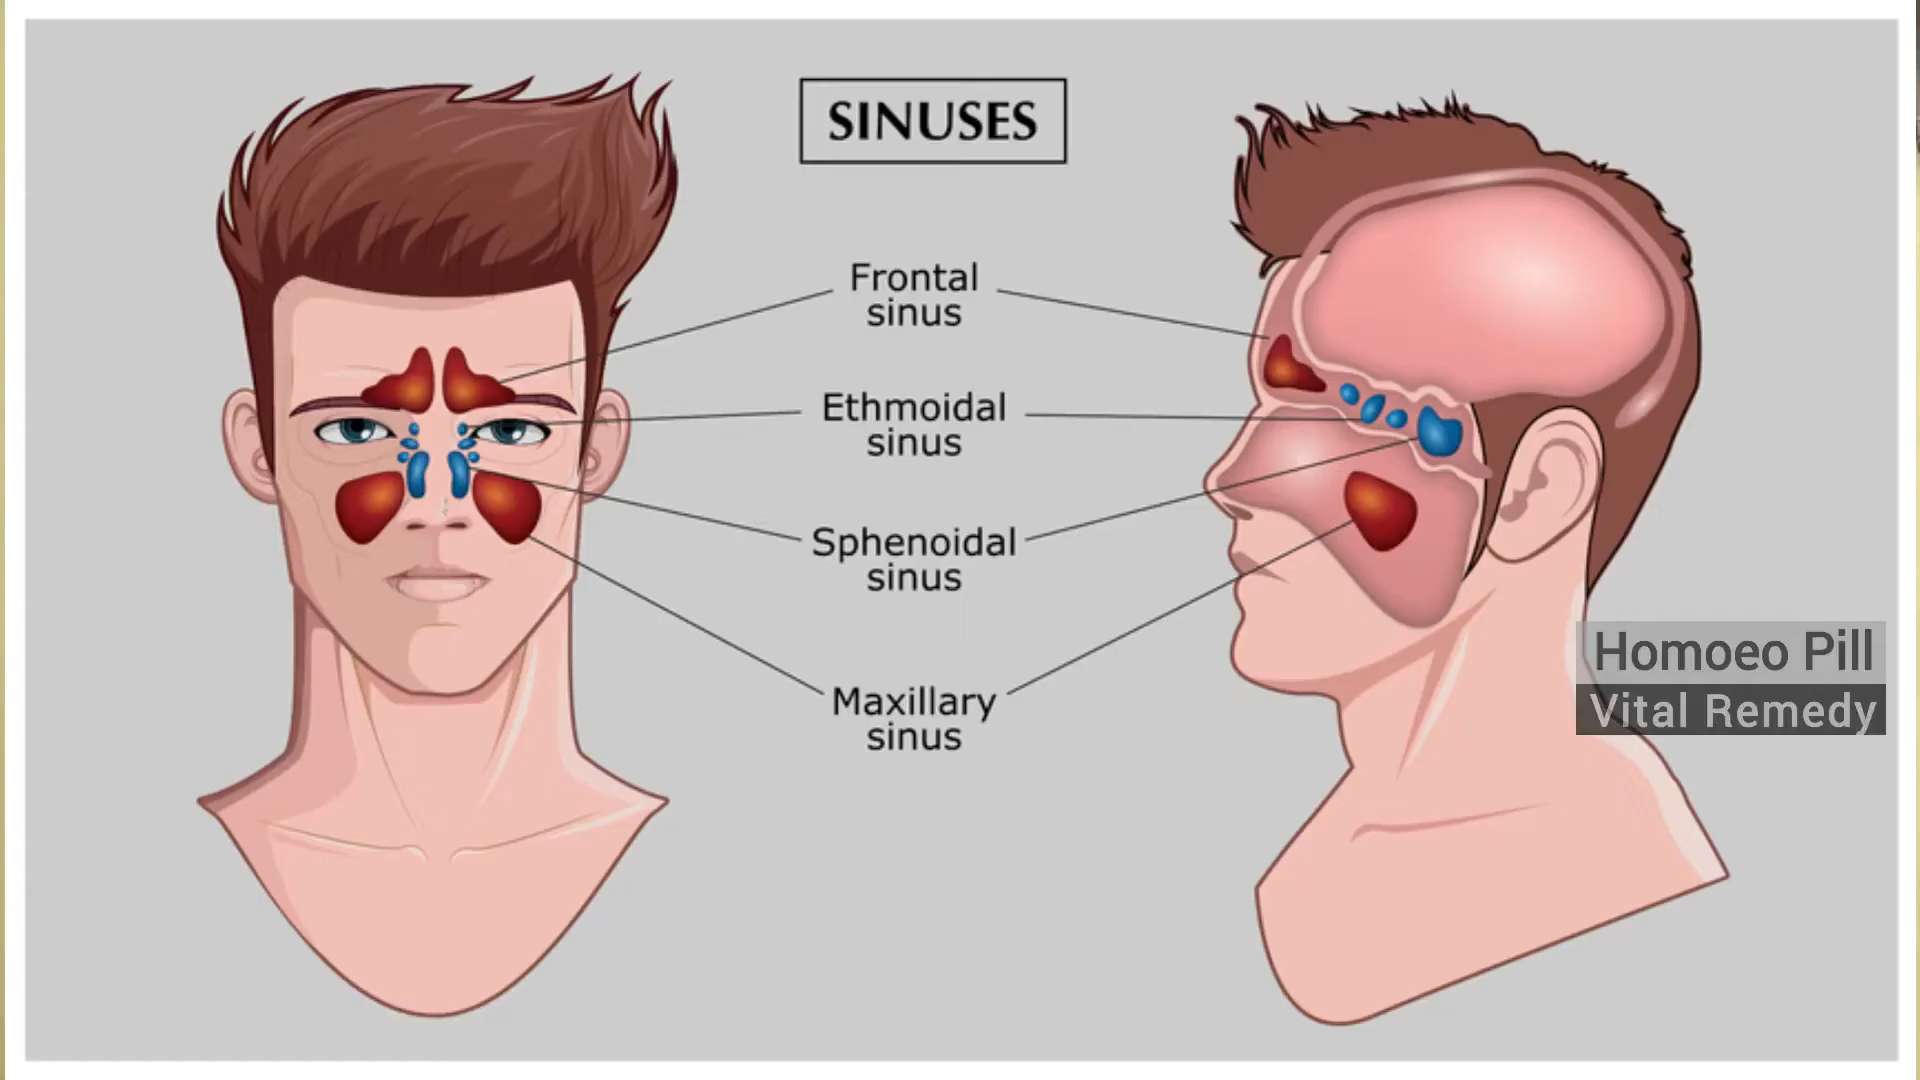 SINUSES
Frontal
sinus
Ethmoidal
sinus
Sphenoidal
sinus
Maxillary
sinus
Homoeo Pill
Vital Remedy